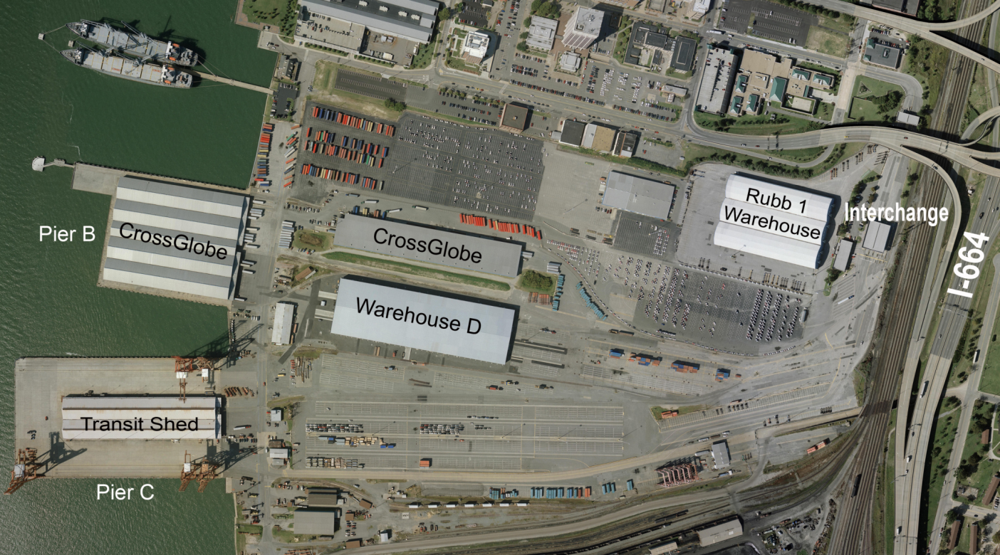 Rubb 1
Warehouse
Interchange
Pier B
CrossGlobe
CrossGlobe
I-664
Warehouse D
Transit Shed
Pier C